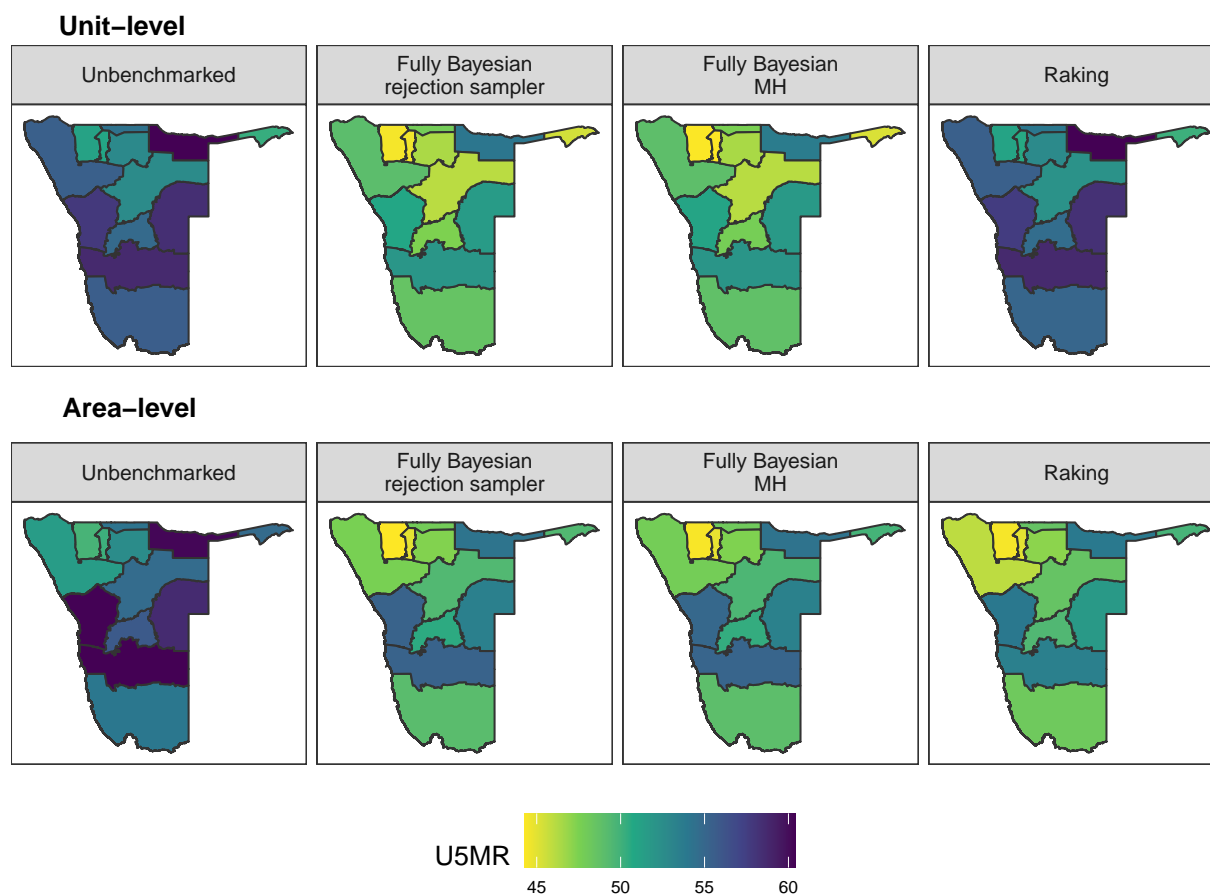 Unit−level
Unbenchmarked
Fully Bayesian
rejection sampler
Fully Bayesian
MH
Raking
Area−level
Unbenchmarked
Fully Bayesian
rejection sampler
Fully Bayesian
MH
Raking
U5MR
45 50 55 60